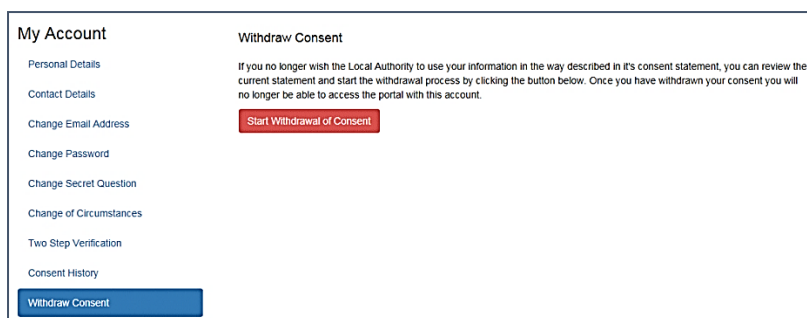 My Account
Personal Details
Contact Details
Change Email Address
Change Password
Change Secret Question
Change of Circumstances
Two Step Verification
Consent History
Withdraw Consent
Withdraw Consent
If you no longer wish the Local Authority to use your information in the way described in it's consent statement, you can review the
current statement and start the withdrawal process by clicking the button below. Once you have withdrawn your consent you will
no longer be able to access the portal with this account.
Start Withdrawal of Consent